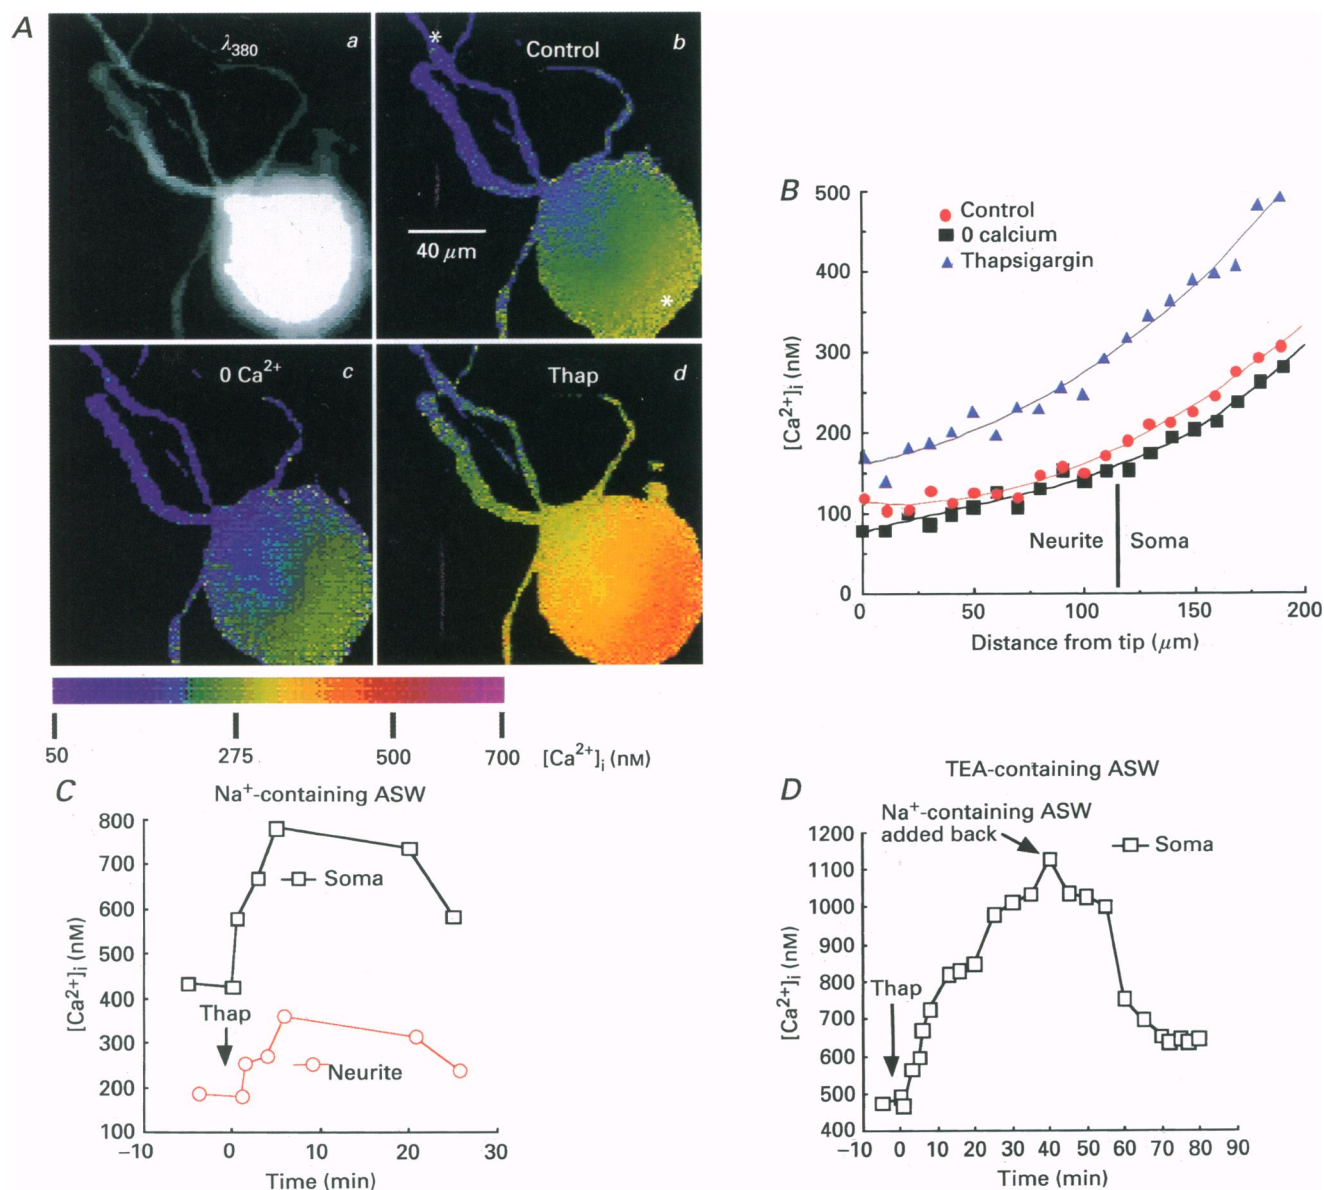 A
λ380
a
*
Control
b
40 μm
*
0 Ca2+
c
Thap
d
50
275
500
700
[Ca2+]i (nM)
B
500
400
300
200
100
0
[Ca2+]i (nM)
Control
0 calcium
Thapsigargin
Neurite
Soma
0
50
100
150
200
Distance from tip (μm)
C
Na+-containing ASW
800
700
600
500
400
300
200
100
[Ca2+]i (nM)
Soma
Thap
Neurite
−10
0
10
20
30
Time (min)
TEA-containing ASW
D
Na+-containing ASW
added back
1200
1100
1000
900
800
700
600
500
400
[Ca2+]i (nM)
Soma
Thap
−10
0
10
20
30
40
50
60
70
80
90
Time (min)